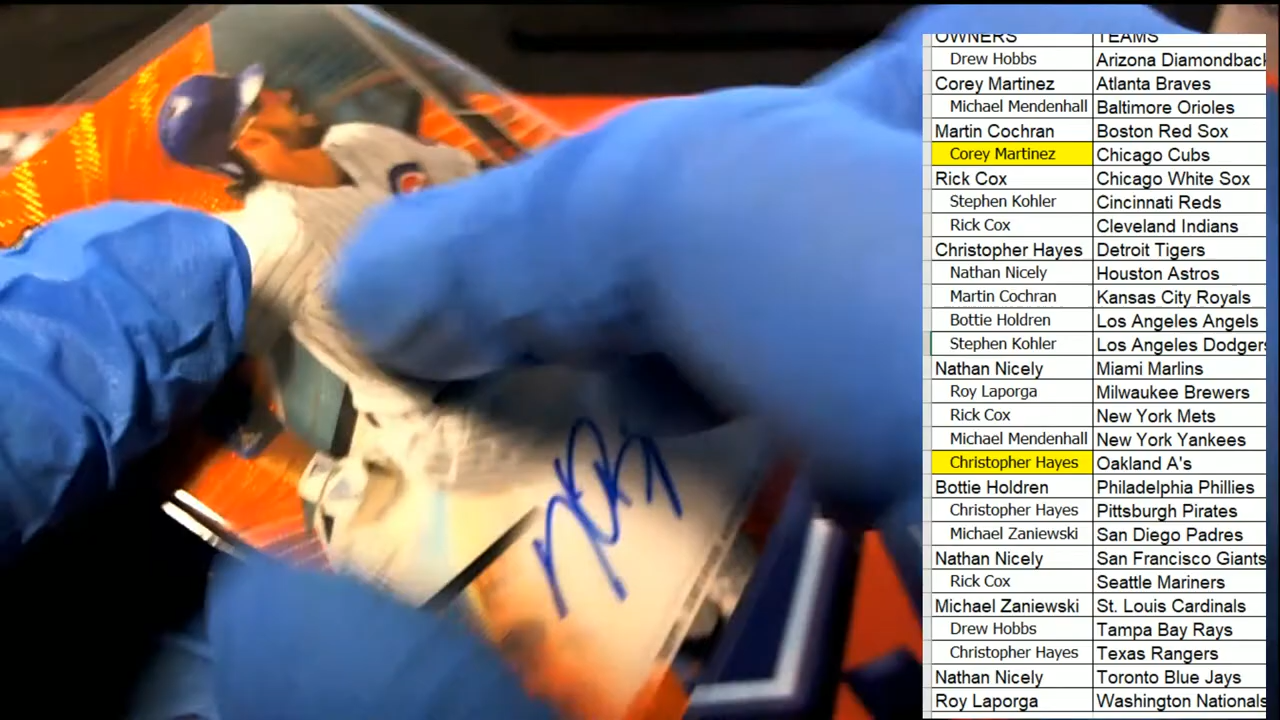 OWNERS TEAMS
Drew Hobbs Arizona Diamondback
Corey Martinez Atlanta Braves
Michael Mendenhall Baltimore Orioles
Martin Cochran Boston Red Sox
Corey Martinez Chicago Cubs
Rick Cox Chicago White Sox
Stephen Kohler Cincinnati Reds
Rick Cox Cleveland Indians
Christopher Hayes Detroit Tigers
Nathan Nicely Houston Astros
Martin Cochran Kansas City Royals
Bottie Holdren Los Angeles Angels
Stephen Kohler Los Angeles Dodgers
Nathan Nicely Miami Marlins
Roy Laporga Milwaukee Brewers
Rick Cox New York Mets
Michael Mendenhall New York Yankees
Christopher Hayes Oakland A's
Bottie Holdren Philadelphia Phillies
Christopher Hayes Pittsburgh Pirates
Michael Zaniewski San Diego Padres
Nathan Nicely San Francisco Giants
Rick Cox Seattle Mariners
Michael Zaniewski St. Louis Cardinals
Drew Hobbs Tampa Bay Rays
Christopher Hayes Texas Rangers
Nathan Nicely Toronto Blue Jays
Roy Laporga Washington Nationals